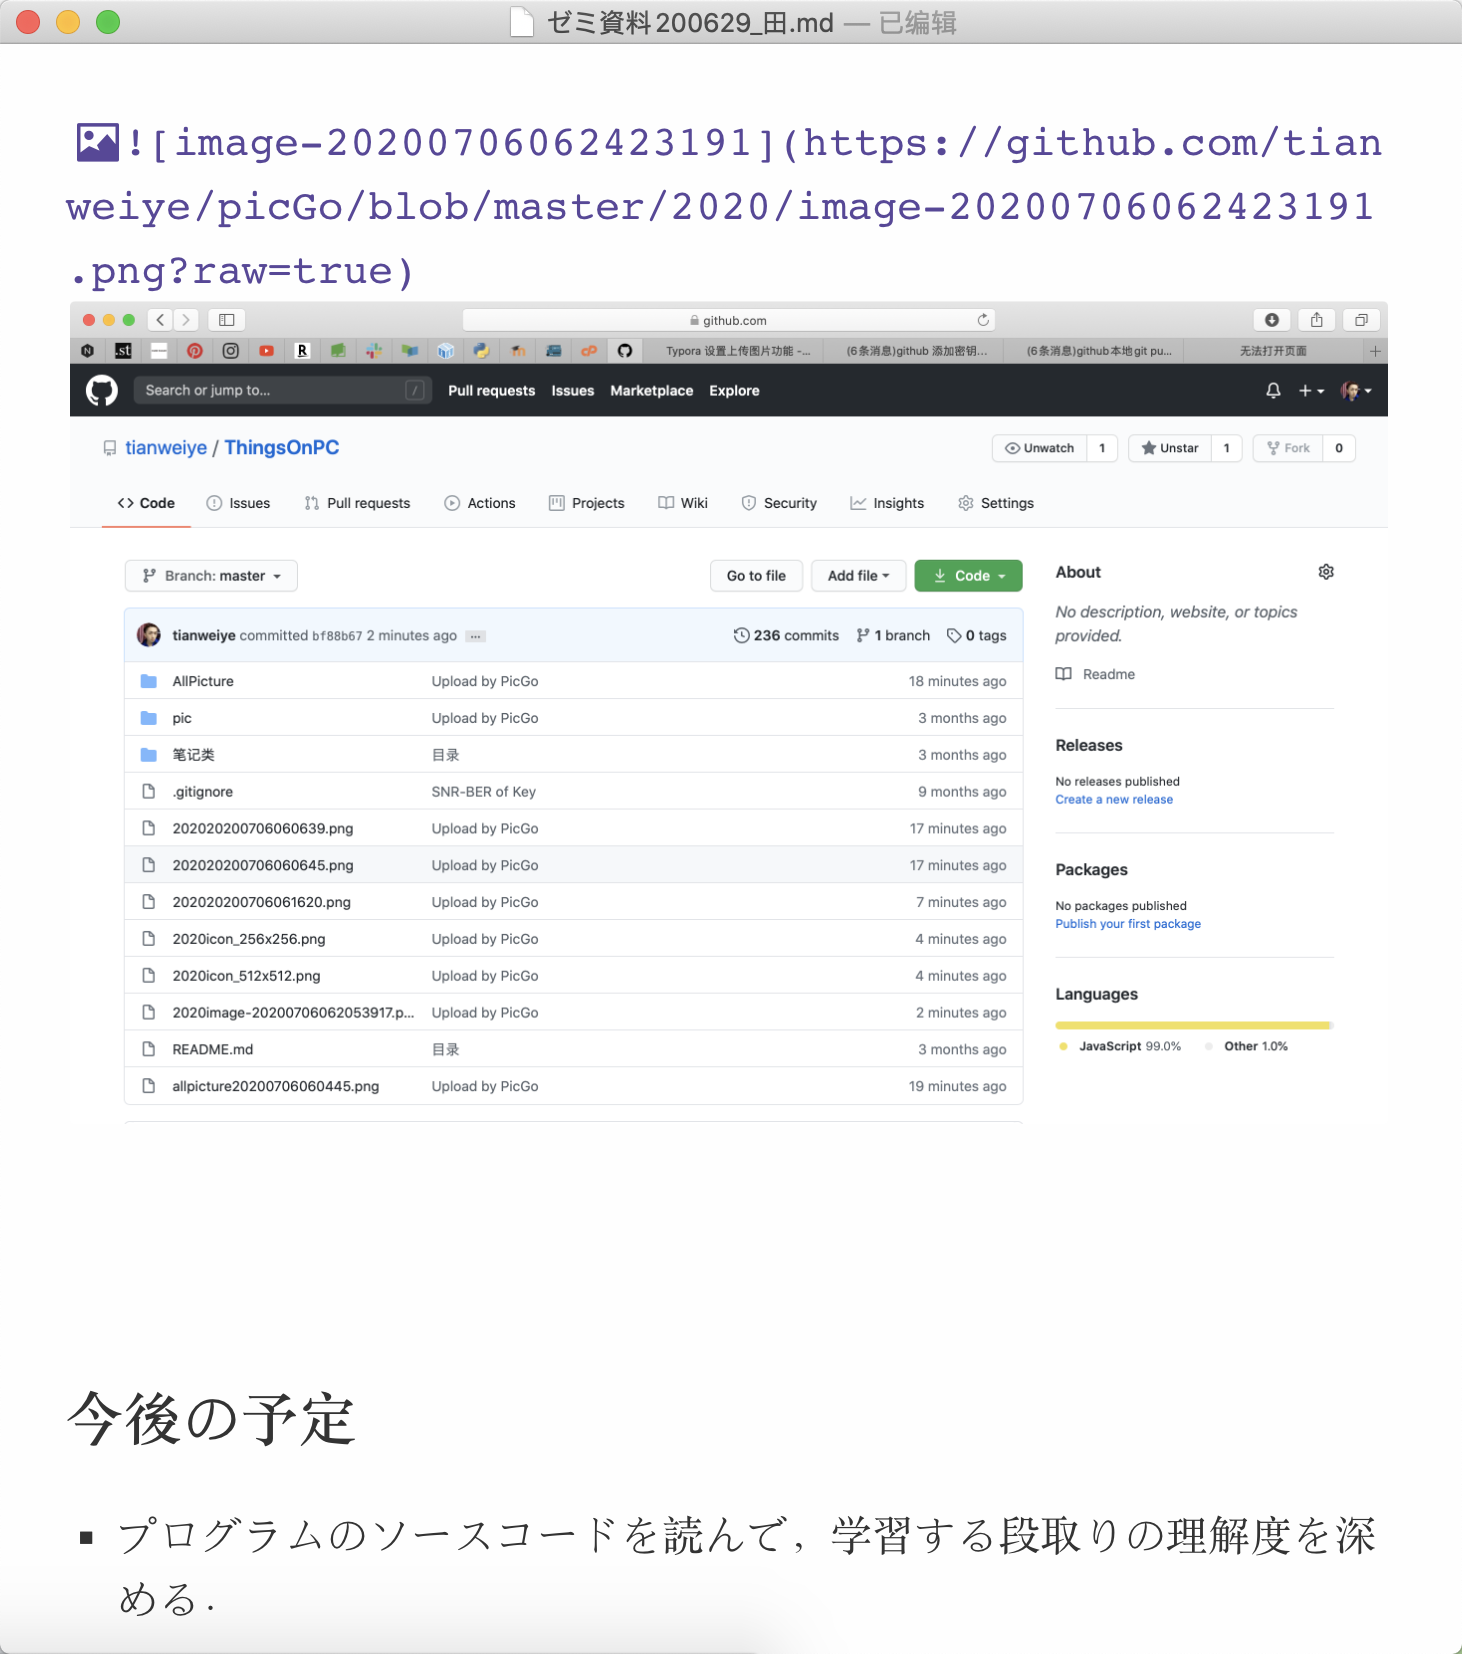 ゼミ資料200629_田.md — 已编辑
![image-20200706062423191](https://github.com/tian
weiye/picGo/blob/master/2020/image-20200706062423191
.png?raw=true)
github.com
.st R Typora 设置上传图片功能 -... (6条消息)github 添加密钥... (6条消息)github本地git pu... 无法打开页面
Search or jump to... / Pull requests Issues Marketplace Explore
tianweiye / ThingsOnPC Unwatch 1 Unstar 1 Fork 0
Code Issues Pull requests Actions Projects Wiki Security Insights Settings
Branch: master Go to file Add file Code About
No description, website, or topics
provided.
tianweiye committed bf88b67 2 minutes ago ... 236 commits 1 branch 0 tags
Readme
AllPicture Upload by PicGo 18 minutes ago
pic Upload by PicGo 3 months ago
笔记类 目录 3 months ago
.gitignore SNR-BER of Key 9 months ago
202020200706060639.png Upload by PicGo 17 minutes ago
202020200706060645.png Upload by PicGo 17 minutes ago
202020200706061620.png Upload by PicGo 7 minutes ago
2020icon_256x256.png Upload by PicGo 4 minutes ago
2020icon_512x512.png Upload by PicGo 4 minutes ago
2020image-20200706062053917.p... Upload by PicGo 2 minutes ago
README.md 目录 3 months ago
allpicture20200706060445.png Upload by PicGo 19 minutes ago
Releases
No releases published
Create a new release
Packages
No packages published
Publish your first package
Languages
JavaScript 99.0% Other 1.0%
今後の予定
▪ プログラムのソースコードを読んで，学習する段取りの理解度を深
める．